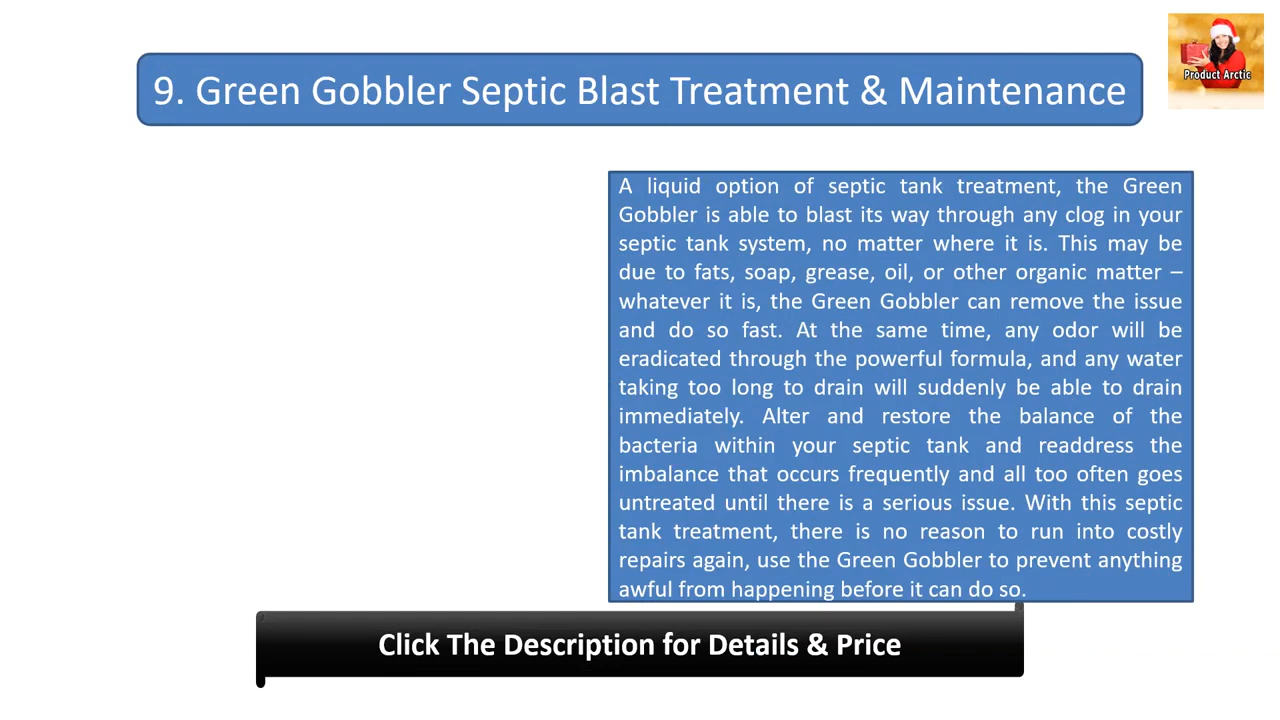 9. Green Gobbler Septic Blast Treatment & Maintenance
Product Arctic
A liquid option of septic tank treatment, the Green
Gobbler is able to blast its way through any clog in your
septic tank system, no matter where it is. This may be
due to fats, soap, grease, oil, or other organic matter –
whatever it is, the Green Gobbler can remove the issue
and do so fast. At the same time, any odor will be
eradicated through the powerful formula, and any water
taking too long to drain will suddenly be able to drain
immediately. Alter and restore the balance of the
bacteria within your septic tank and readdress the
imbalance that occurs frequently and all too often goes
untreated until there is a serious issue. With this septic
tank treatment, there is no reason to run into costly
repairs again, use the Green Gobbler to prevent anything
awful from happening before it can do so.
Click The Description for Details & Price